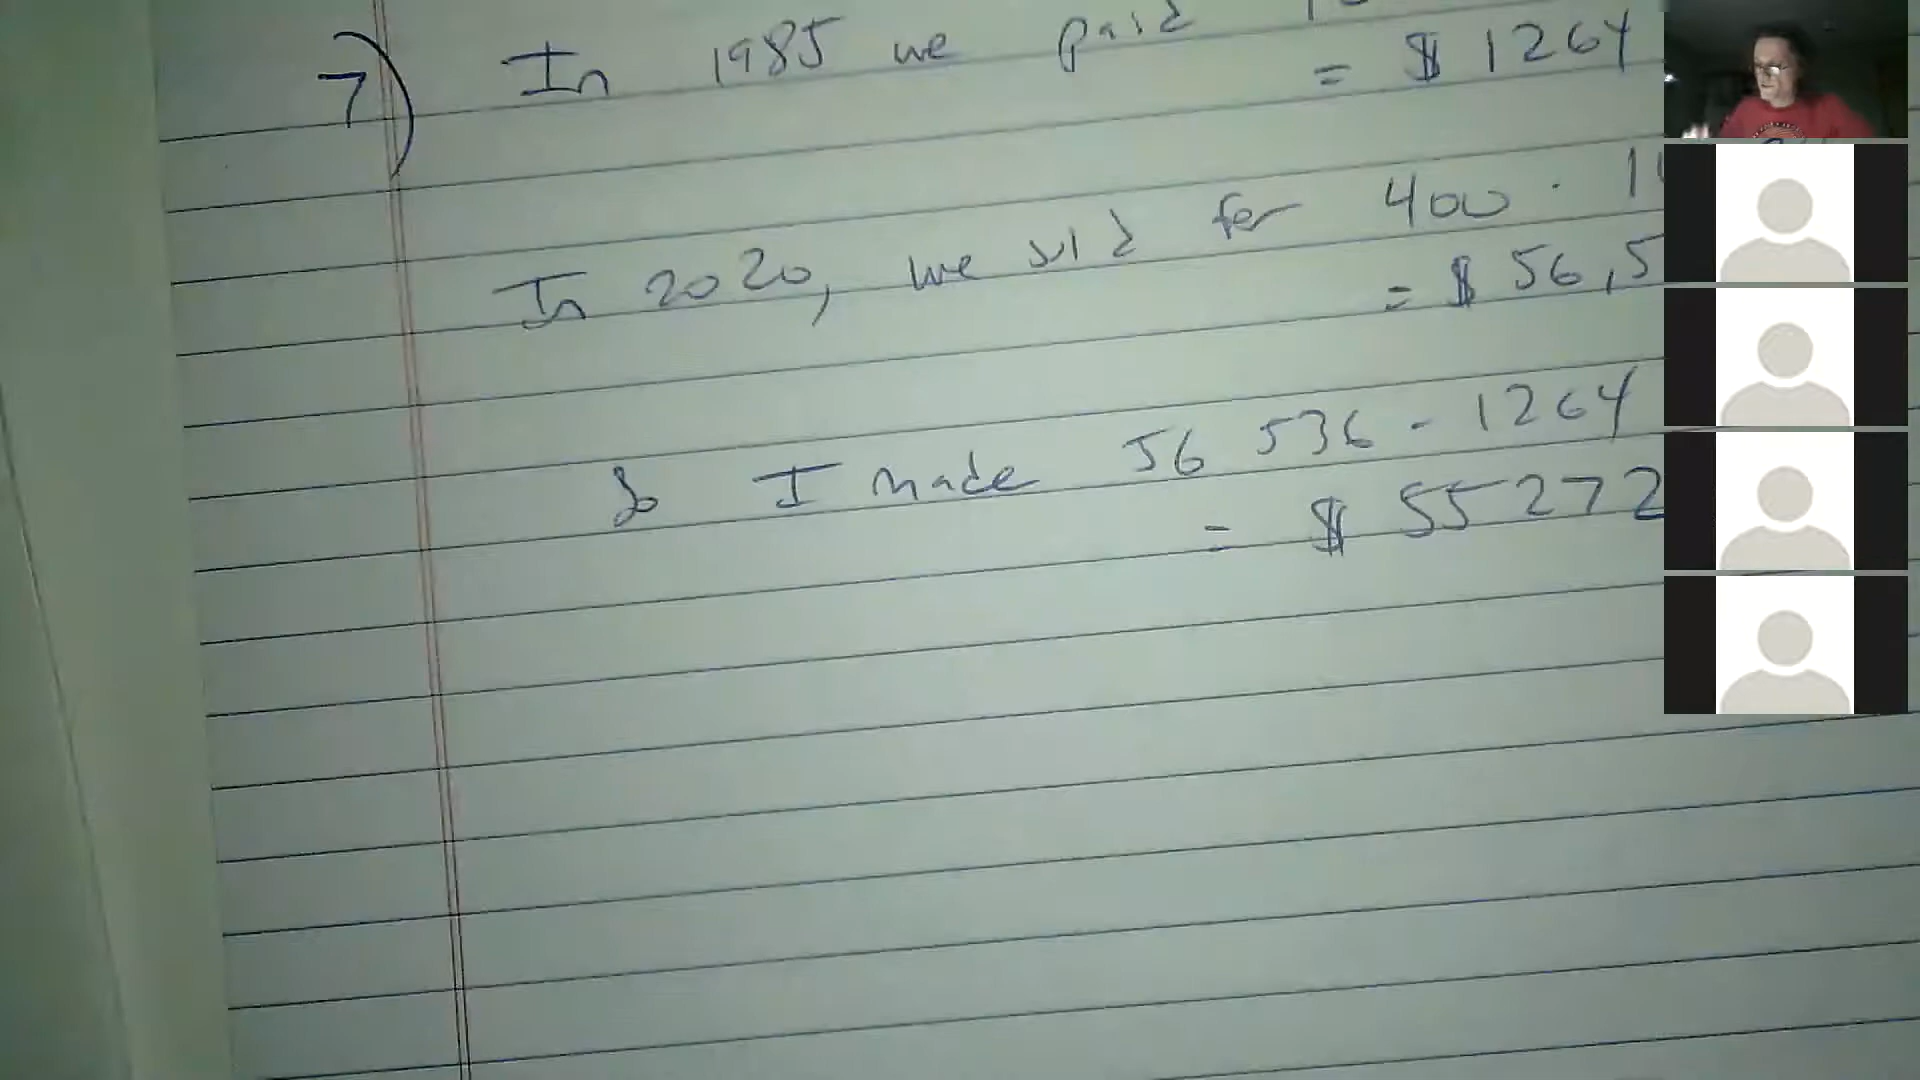 7) In 1985 we paid
= $ 1264
In 2020, we sold for 400 ·
= $ 56,5
So I made 56 536 - 1264
= $ 55272